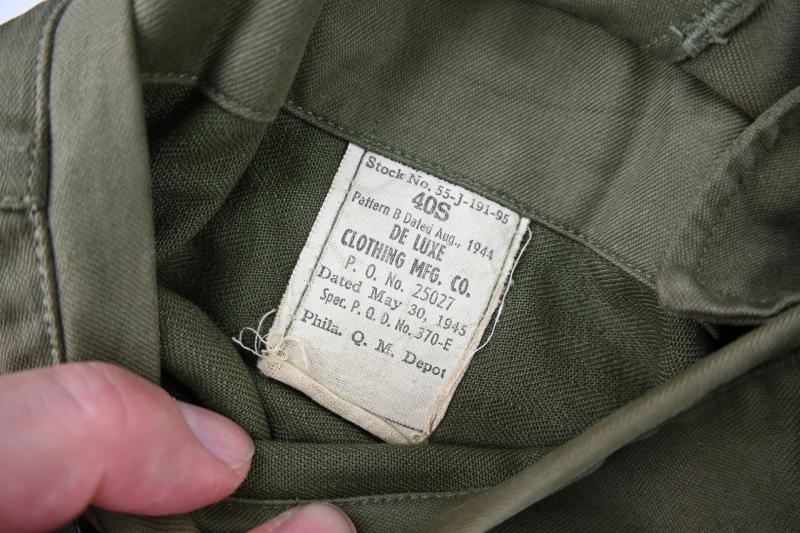 Stock No. 55-J-191-95
40S
Pattern B Dated Aug., 1944
DE LUXE
CLOTHING MFG. CO.
P. O. No. 25027
Dated May 30, 1945
Spec. P. Q. D. No. 370-E
Phila. Q. M. Depot